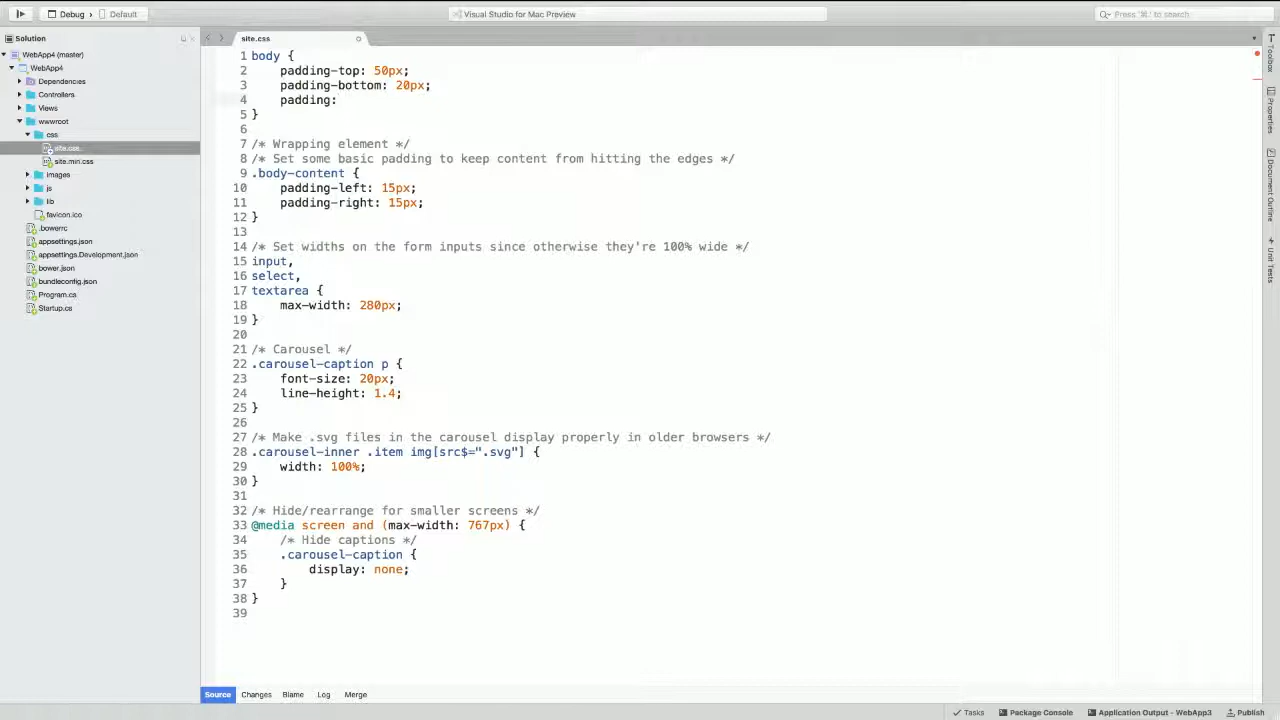 Debug › Default
Visual Studio for Mac Preview
Press '⌘.' to search
Solution
WebApp4 (master)
WebApp4
Dependencies
Controllers
Views
wwwroot
css
site.css
site.min.css
images
js
lib
favicon.ico
.bowerrc
appsettings.json
appsettings.Development.json
bower.json
bundleconfig.json
Program.cs
Startup.cs
site.css
1 body {
2     padding-top: 50px;
3     padding-bottom: 20px;
4     padding:
5 }
6
7 /* Wrapping element */
8 /* Set some basic padding to keep content from hitting the edges */
9 .body-content {
10     padding-left: 15px;
11     padding-right: 15px;
12 }
13
14 /* Set widths on the form inputs since otherwise they're 100% wide */
15 input,
16 select,
17 textarea {
18     max-width: 280px;
19 }
20
21 /* Carousel */
22 .carousel-caption p {
23     font-size: 20px;
24     line-height: 1.4;
25 }
26
27 /* Make .svg files in the carousel display properly in older browsers */
28 .carousel-inner .item img[src$=".svg"] {
29     width: 100%;
30 }
31
32 /* Hide/rearrange for smaller screens */
33 @media screen and (max-width: 767px) {
34     /* Hide captions */
35     .carousel-caption {
36         display: none;
37     }
38 }
39
Source Changes Blame Log Merge
Toolbox
Properties
Document Outline
Unit Tests
Tasks Package Console Application Output - WebApp3 Publish